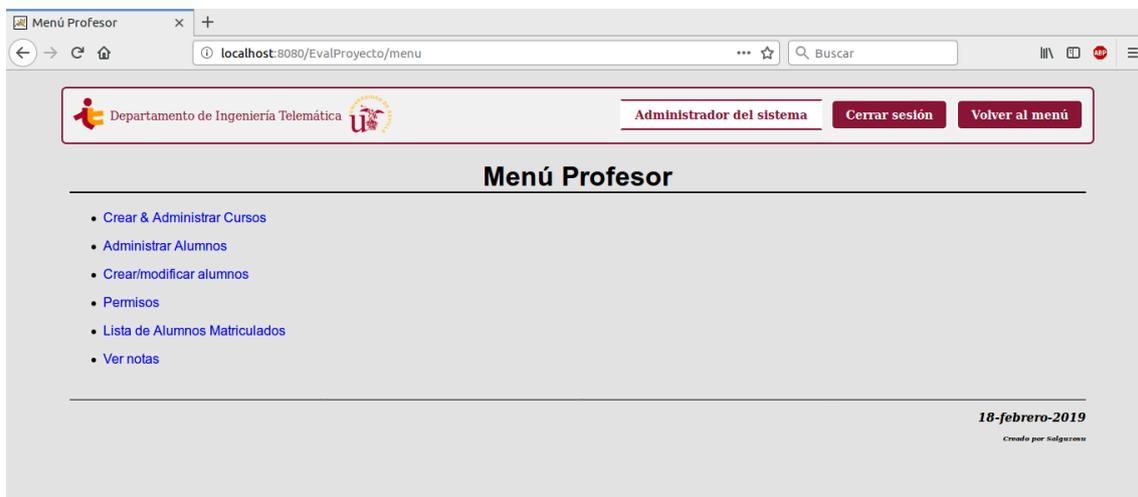 Menú Profesor
localhost:8080/EvalProyecto/menu
Buscar
ABP
Departamento de Ingeniería Telemática
Administrador del sistema
Cerrar sesión
Volver al menú
Menú Profesor
Crear & Administrar Cursos
Administrar Alumnos
Crear/modificar alumnos
Permisos
Lista de Alumnos Matriculados
Ver notas
18-febrero-2019
Creado por